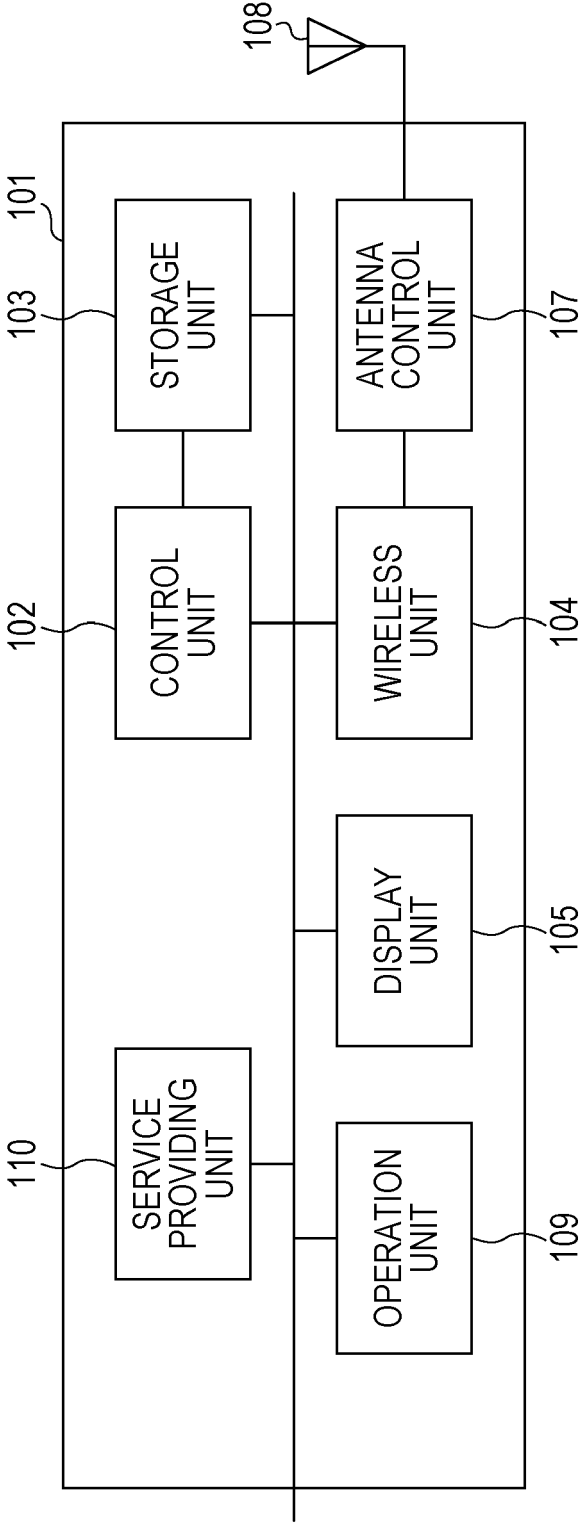 101
110
SERVICE
PROVIDING
UNIT
102
CONTROL
UNIT
103
STORAGE
UNIT
108
OPERATION
UNIT
109
DISPLAY
UNIT
105
WIRELESS
UNIT
104
ANTENNA
CONTROL
UNIT
107